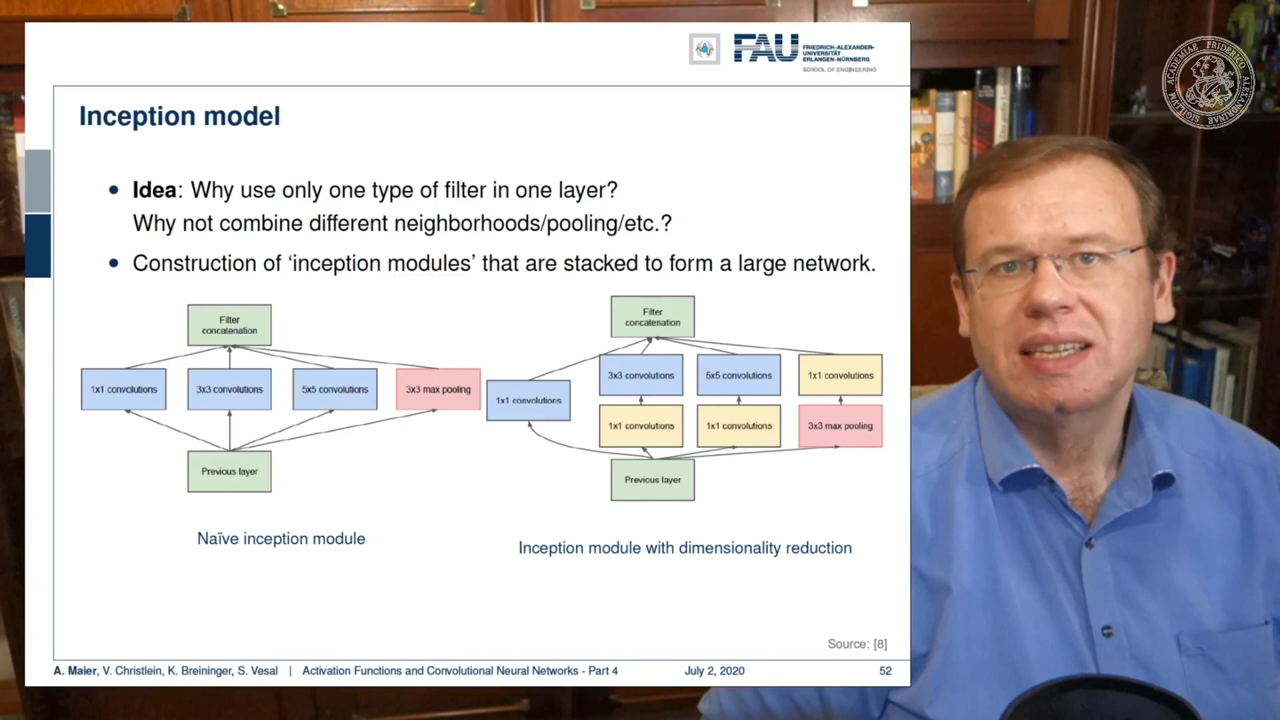 FAU
FRIEDRICH-ALEXANDER-
UNIVERSITÄT
ERLANGEN-NÜRNBERG
SCHOOL OF ENGINEERING
Inception model
• Idea: Why use only one type of filter in one layer?
Why not combine different neighborhoods/pooling/etc.?
• Construction of ‘inception modules’ that are stacked to form a large network.
Filter
concatenation
1x1 convolutions
3x3 convolutions
5x5 convolutions
3x3 max pooling
Previous layer
Naïve inception module
Filter
concatenation
3x3 convolutions
5x5 convolutions
1x1 convolutions
1x1 convolutions
1x1 convolutions
1x1 convolutions
3x3 max pooling
Previous layer
Inception module with dimensionality reduction
Source: [8]
A. Maier, V. Christlein, K. Breininger, S. Vesal | Activation Functions and Convolutional Neural Networks - Part 4 July 2, 2020 52
ACADEMIAE FRIDERICO ALEXANDRINAE SIGILLVM